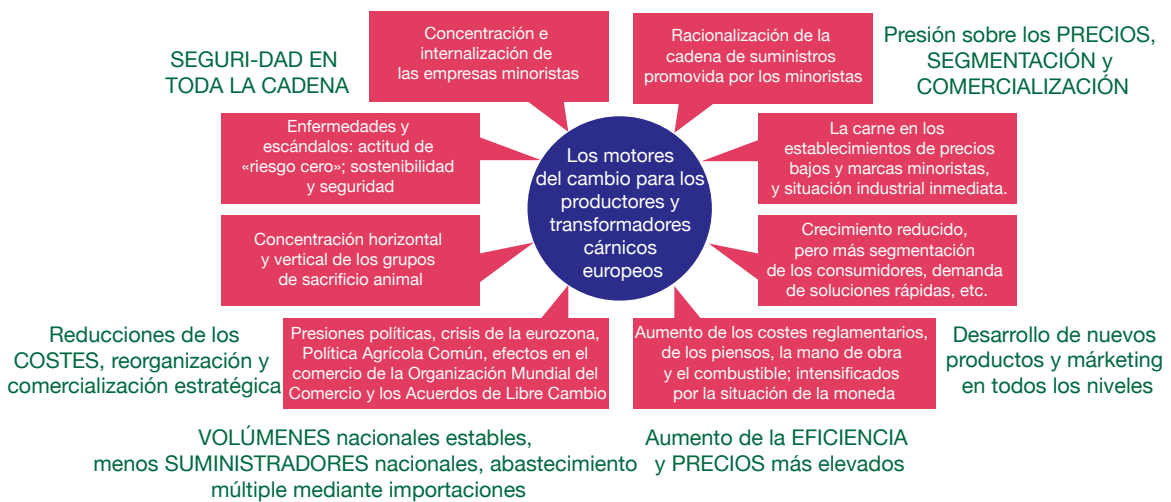 SEGURI-DAD EN
TODA LA CADENA
Concentración e
internalización de
las empresas minoristas
Racionalización de la
cadena de suministros
promovida por los minoristas
Presión sobre los PRECIOS,
SEGMENTACIÓN y
COMERCIALIZACIÓN
Enfermedades y
escándalos: actitud de
«riesgo cero»; sostenibilidad
y seguridad
Los motores
del cambio para los
productores y
transformadores
cárnicos
europeos
La carne en los
establecimientos de precios
bajos y marcas minoristas,
y situación industrial inmediata.
Concentración horizontal
y vertical de los grupos
de sacrificio animal
Crecimiento reducido,
pero más segmentación
de los consumidores, demanda
de soluciones rápidas, etc.
Reducciones de los
COSTES, reorganización y
comercialización estratégica
Presiones políticas, crisis de la eurozona,
Política Agrícola Común, efectos en el
comercio de la Organización Mundial del
Comercio y los Acuerdos de Libre Cambio
Aumento de los costes reglamentarios,
de los piensos, la mano de obra
y el combustible; intensificados
por la situación de la moneda
Desarrollo de nuevos
productos y márketing
en todos los niveles
VOLÚMENES nacionales estables,
menos SUMINISTRADORES nacionales, abastecimiento
múltiple mediante importaciones
Aumento de la EFICIENCIA
y PRECIOS más elevados